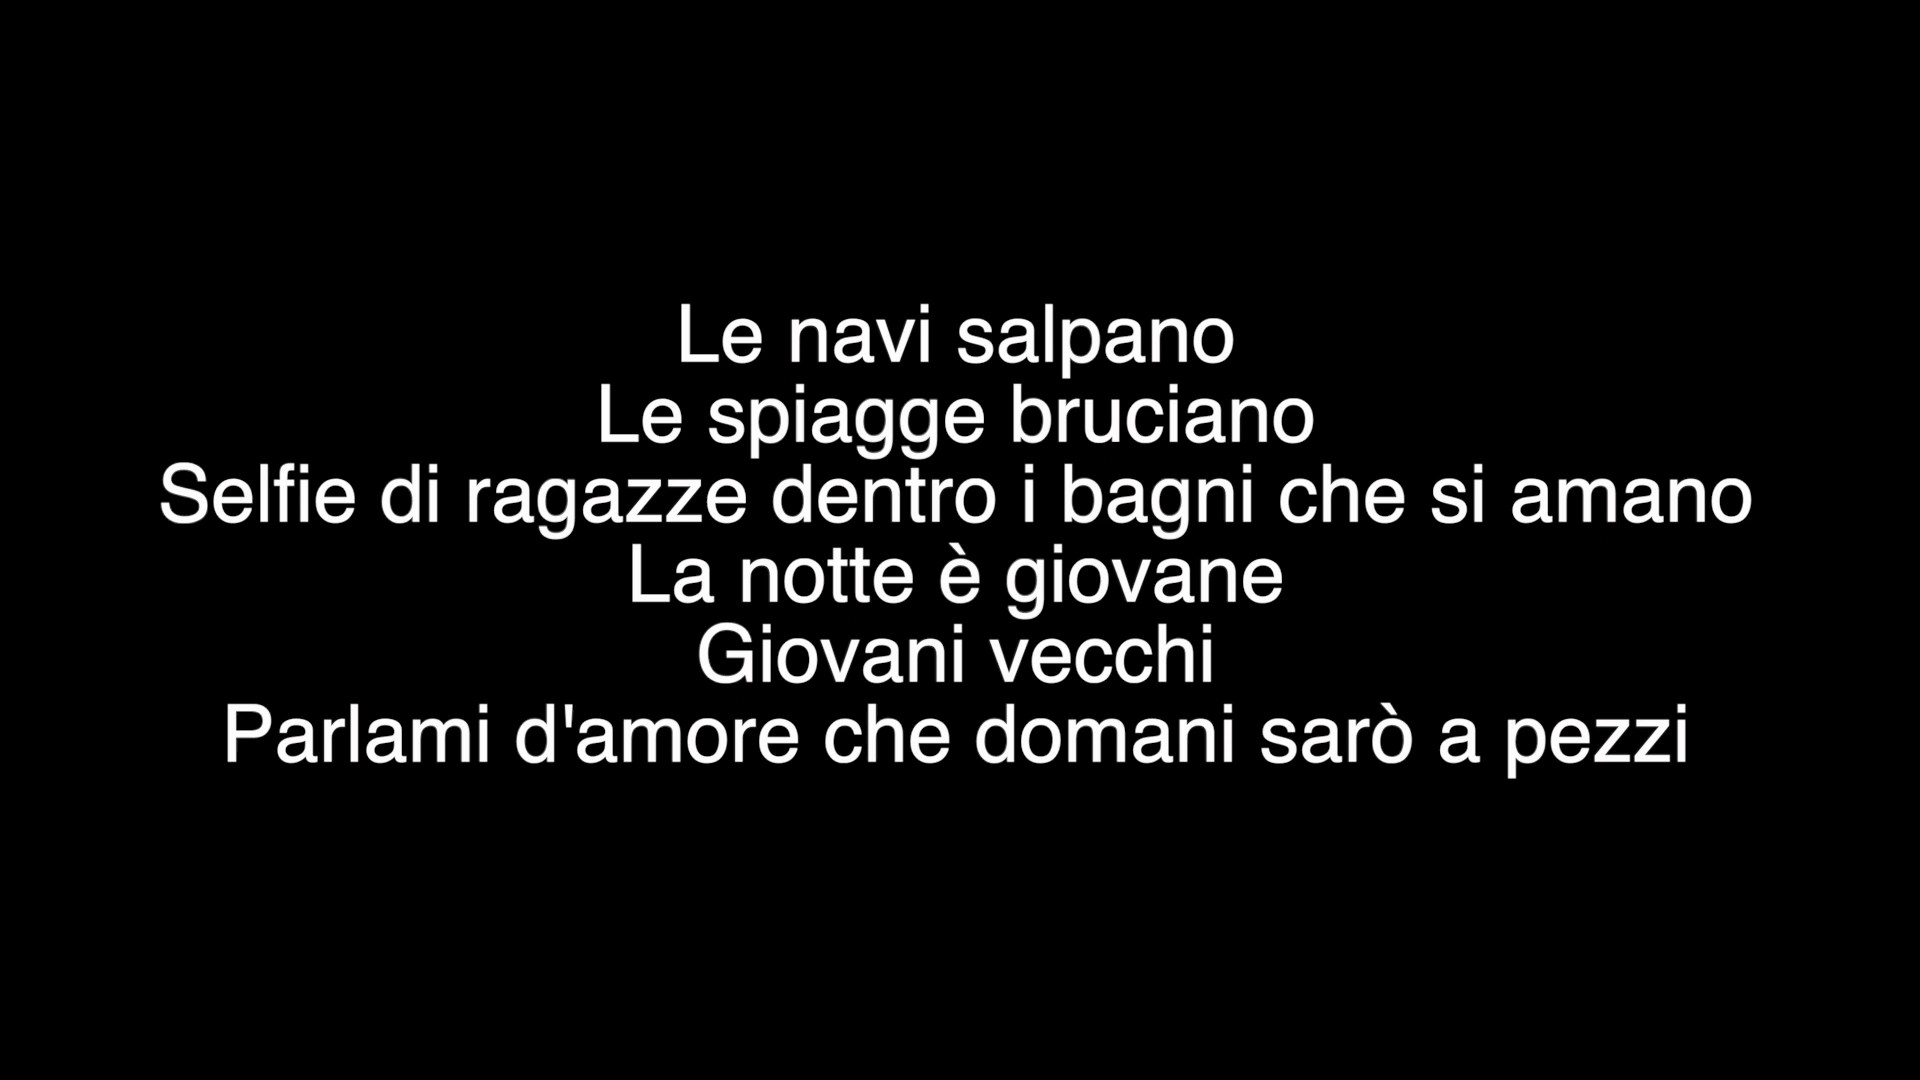 Le navi salpano
Le spiagge bruciano
Selfie di ragazze dentro i bagni che si amano
La notte è giovane
Giovani vecchi
Parlami d'amore che domani sarò a pezzi